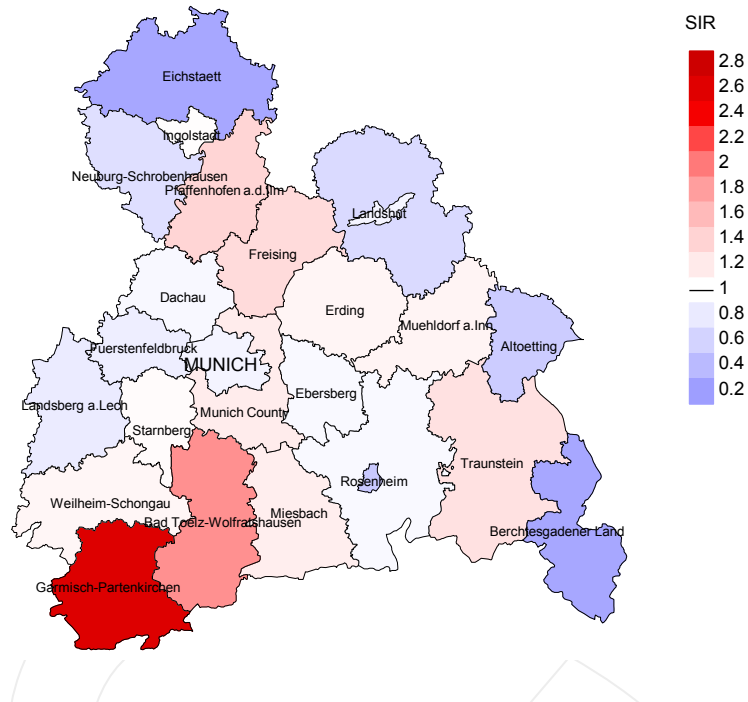 SIR
2.8
2.6
2.4
2.2
2
1.8
1.6
1.4
1.2
1
0.8
0.6
0.4
0.2
Eichstaett
Ingolstadt
Neuburg-Schrobenhausen
Pfaffenhofen a.d.Ilm
Landshut
Freising
Dachau
Erding
Muehldorf a.Inn
Altoetting
Fuerstenfeldbruck
MUNICH
Ebersberg
Landsberg a.Lech
Munich County
Starnberg
Traunstein
Rosenheim
Weilheim-Schongau
Miesbach
Bad Toelz-Wolfratshausen
Berchtesgadener Land
Garmisch-Partenkirchen